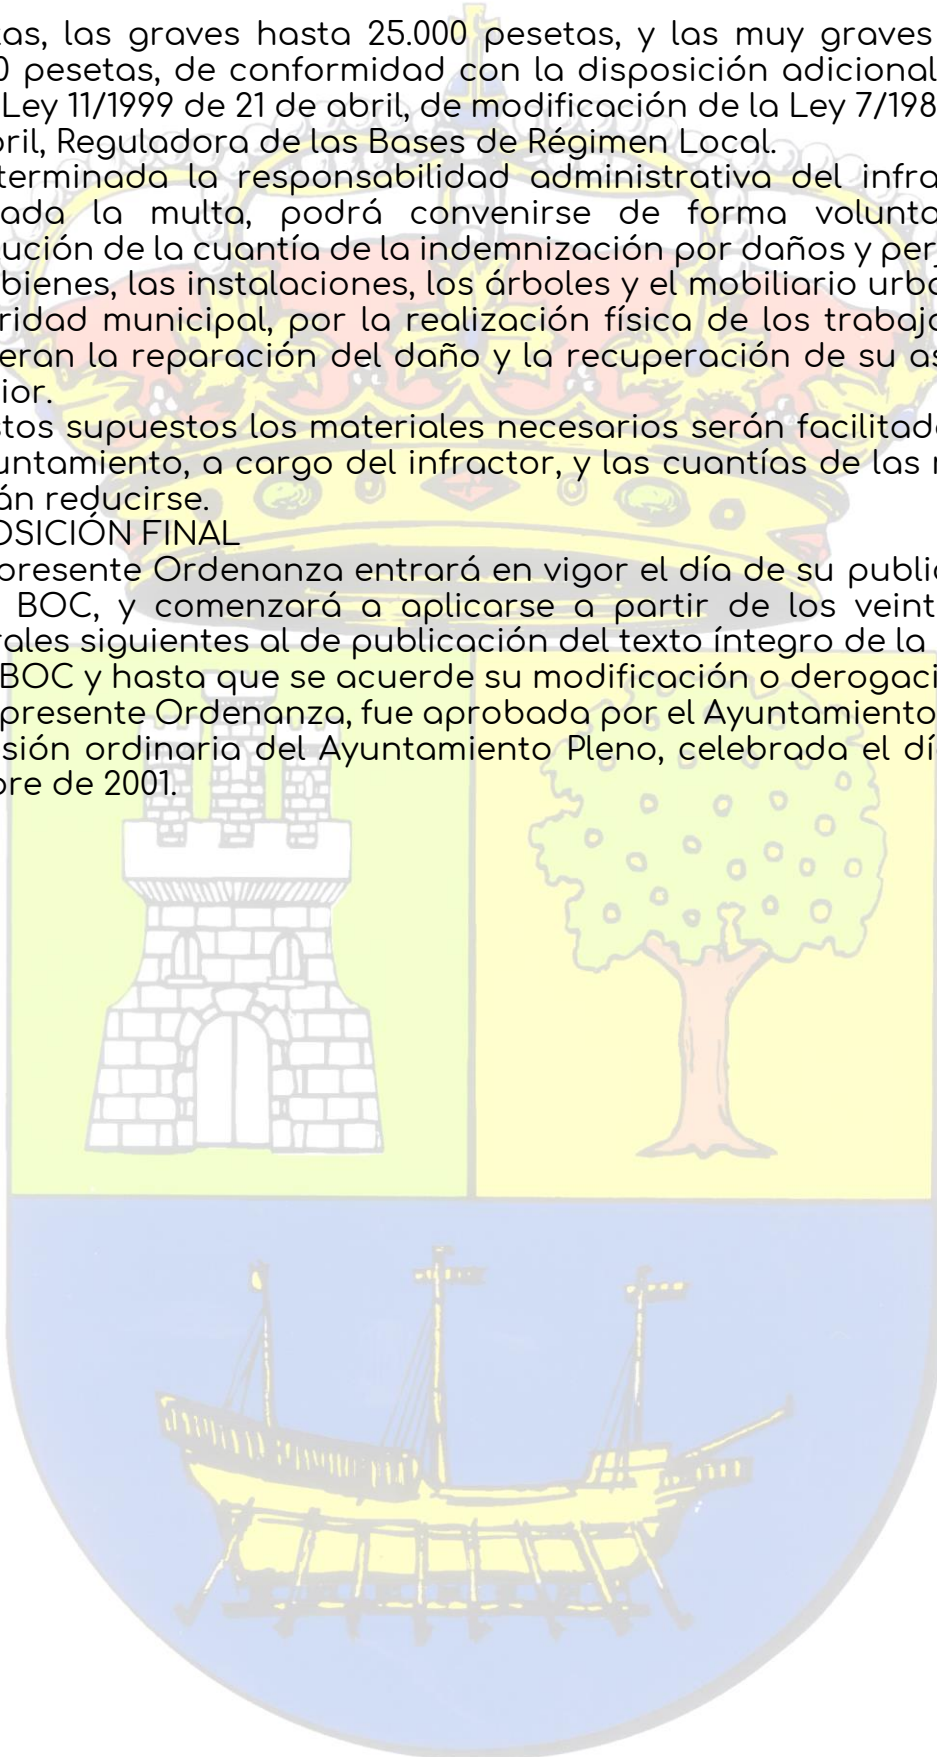 tas, las graves hasta 25.000 pesetas, y las muy graves
0 pesetas, de conformidad con la disposición adicional
Ley 11/1999 de 21 de abril, de modificación de la Ley 7/198
bril, Reguladora de las Bases de Régimen Local.
terminada la responsabilidad administrativa del infra
ada la multa, podrá convenirse de forma volunta
ución de la cuantía de la indemnización por daños y per
bienes, las instalaciones, los árboles y el mobiliario urba
ridad municipal, por la realización física de los trabajo
eran la reparación del daño y la recuperación de su as
ior.
stos supuestos los materiales necesarios serán facilitado
untamiento, a cargo del infractor, y las cuantías de las
án reducirse.
OSICIÓN FINAL
presente Ordenanza entrará en vigor el día de su public
BOC, y comenzará a aplicarse a partir de los veint
rales siguientes al de publicación del texto íntegro de la
BOC y hasta que se acuerde su modificación o derogaci
presente Ordenanza, fue aprobada por el Ayuntamiento
sión ordinaria del Ayuntamiento Pleno, celebrada el dí
bre de 2001.